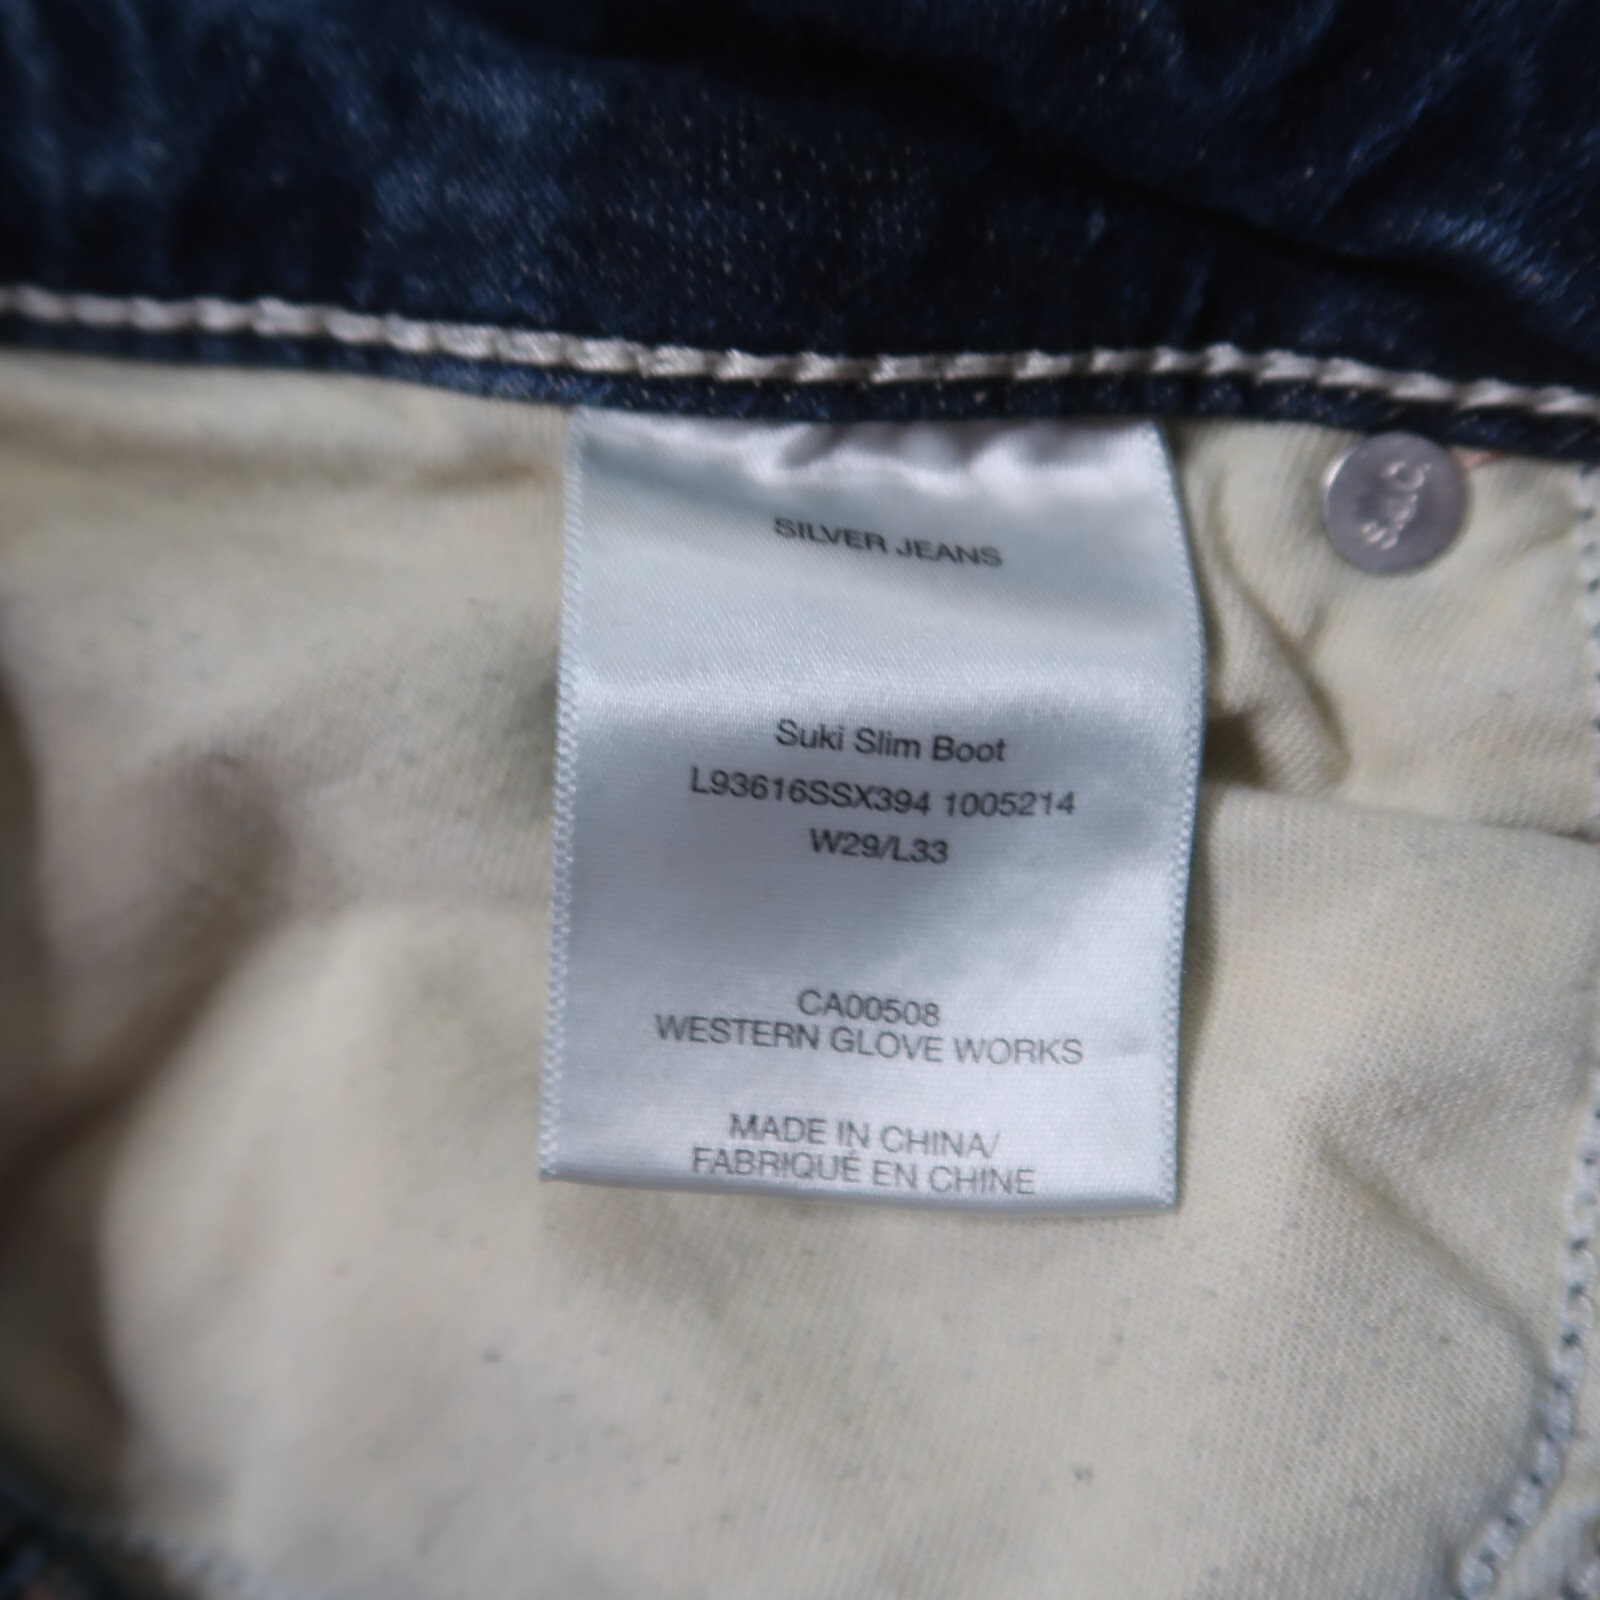 SILVER JEANS
Suki Slim Boot
L93616SSX394 1005214
W29/L33
CA00508
WESTERN GLOVE WORKS
MADE IN CHINA/
FABRIQUÉ EN CHINE